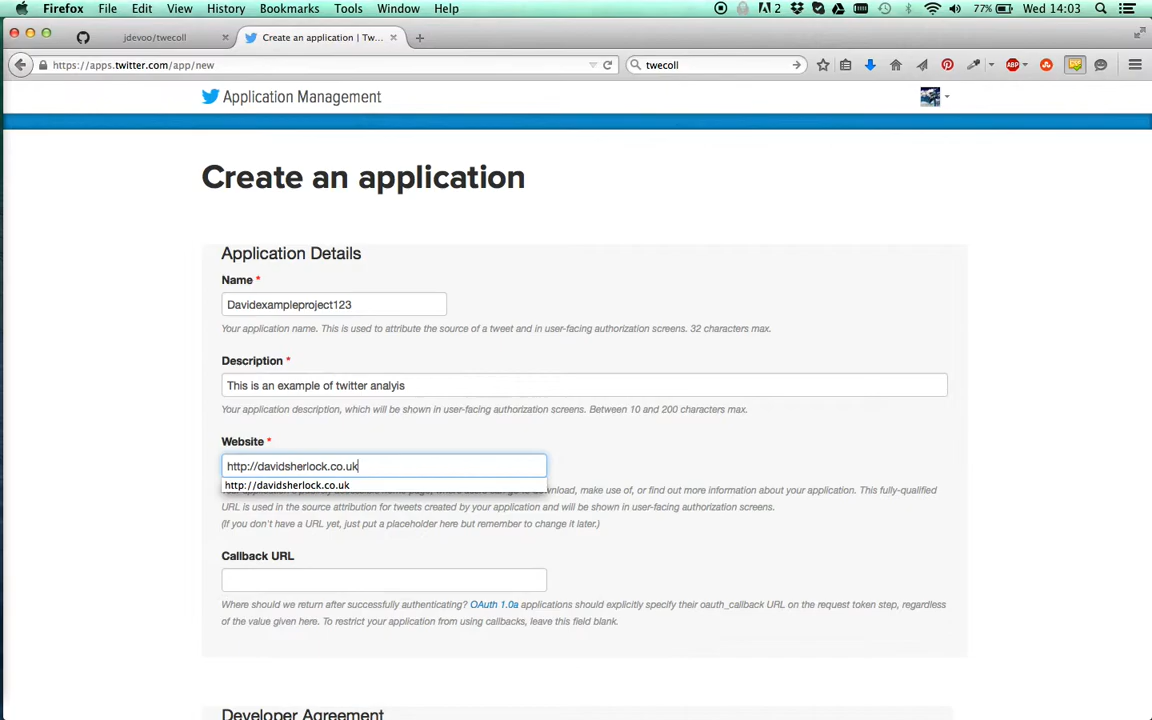 Firefox File Edit View History Bookmarks Tools Window Help 2 77% Wed 14:03
jdevoo/twecoll × Create an application | Tw... × +
https://apps.twitter.com/app/new twecoll ABP
Application Management
Create an application
Application Details
Name *
Davidexampleproject123
Your application name. This is used to attribute the source of a tweet and in user-facing authorization screens. 32 characters max.
Description *
This is an example of twitter analyis
Your application description, which will be shown in user-facing authorization screens. Between 10 and 200 characters max.
Website *
http://davidsherlock.co.uk
http://davidsherlock.co.uk
download, make use of, or find out more information about your application. This fully-qualified
URL is used in the source attribution for tweets created by your application and will be shown in user-facing authorization screens.
(If you don't have a URL yet, just put a placeholder here but remember to change it later.)
Callback URL
Where should we return after successfully authenticating? OAuth 1.0a applications should explicitly specify their oauth_callback URL on the request token step, regardless
of the value given here. To restrict your application from using callbacks, leave this field blank.
Developer Agreement